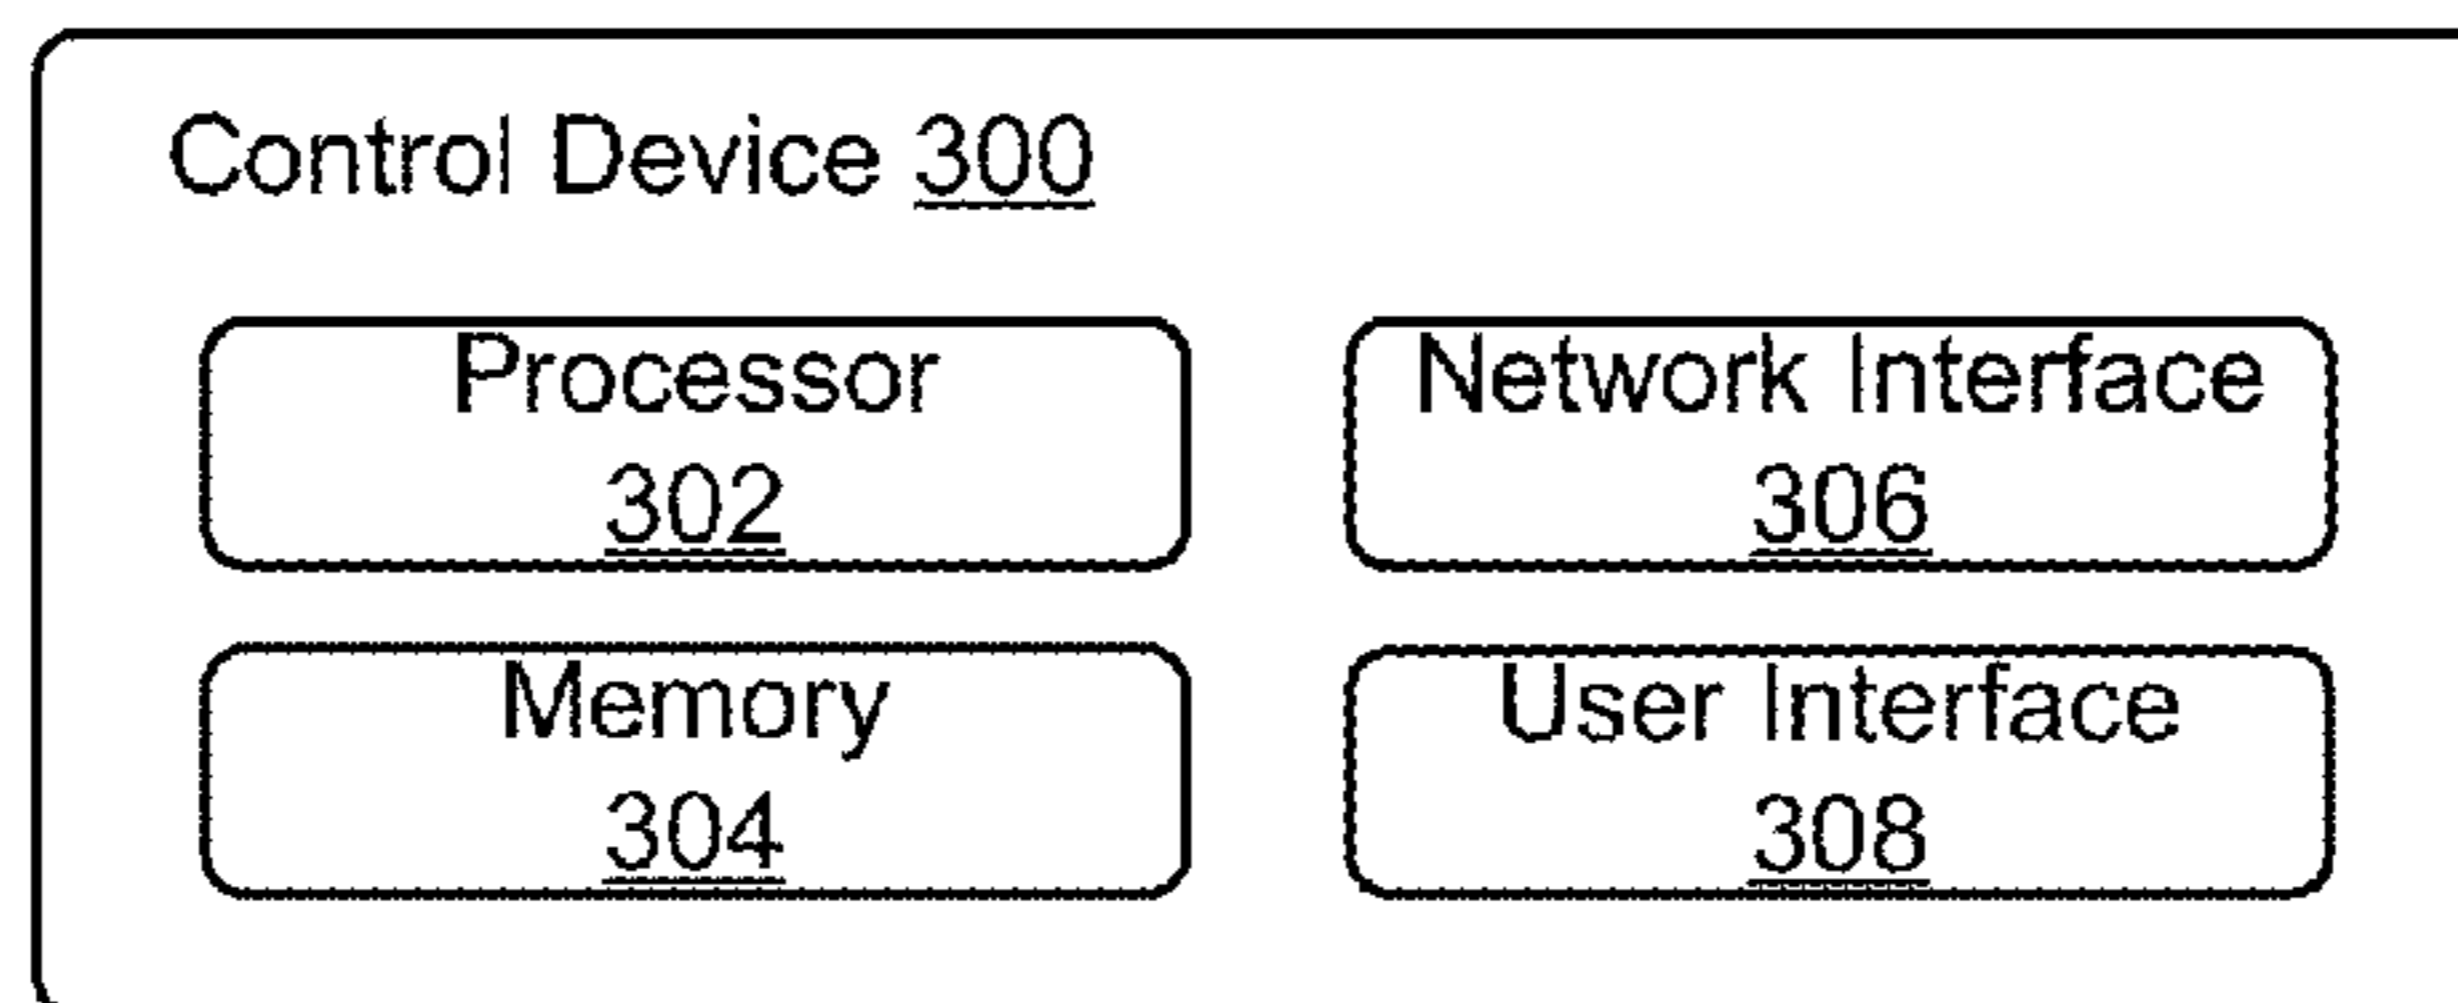 Control Device 300
Processor
302
Network Interface
306
Memory
304
User Interface
308